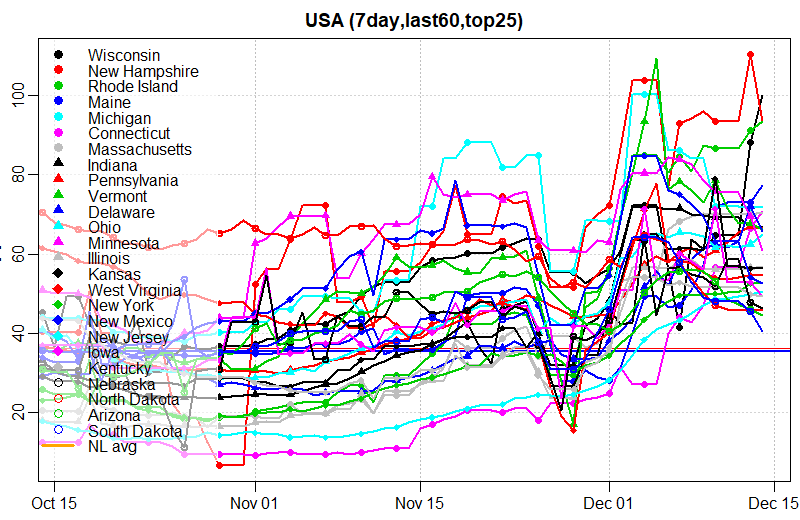 USA (7day,last60,top25)
Wisconsin
New Hampshire
Rhode Island
Maine
Michigan
Connecticut
Massachusetts
Indiana
Pennsylvania
Vermont
Delaware
Ohio
Minnesota
Illinois
Kansas
West Virginia
New York
New Mexico
New Jersey
Iowa
Kentucky
Nebraska
North Dakota
Arizona
South Dakota
NL avg
100
80
60
40
20
Oct 15
Nov 01
Nov 15
Dec 01
Dec 15